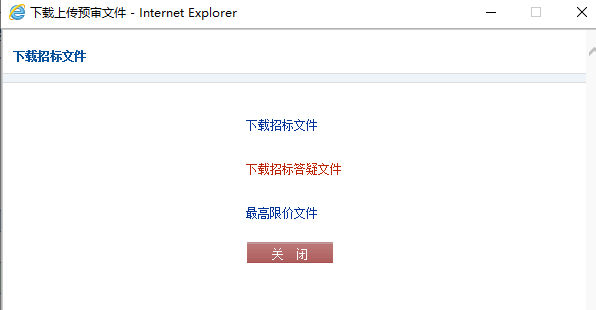 下载上传预审文件 - Internet Explorer
下载招标文件
下载招标文件
下载招标答疑文件
最高限价文件
关 闭